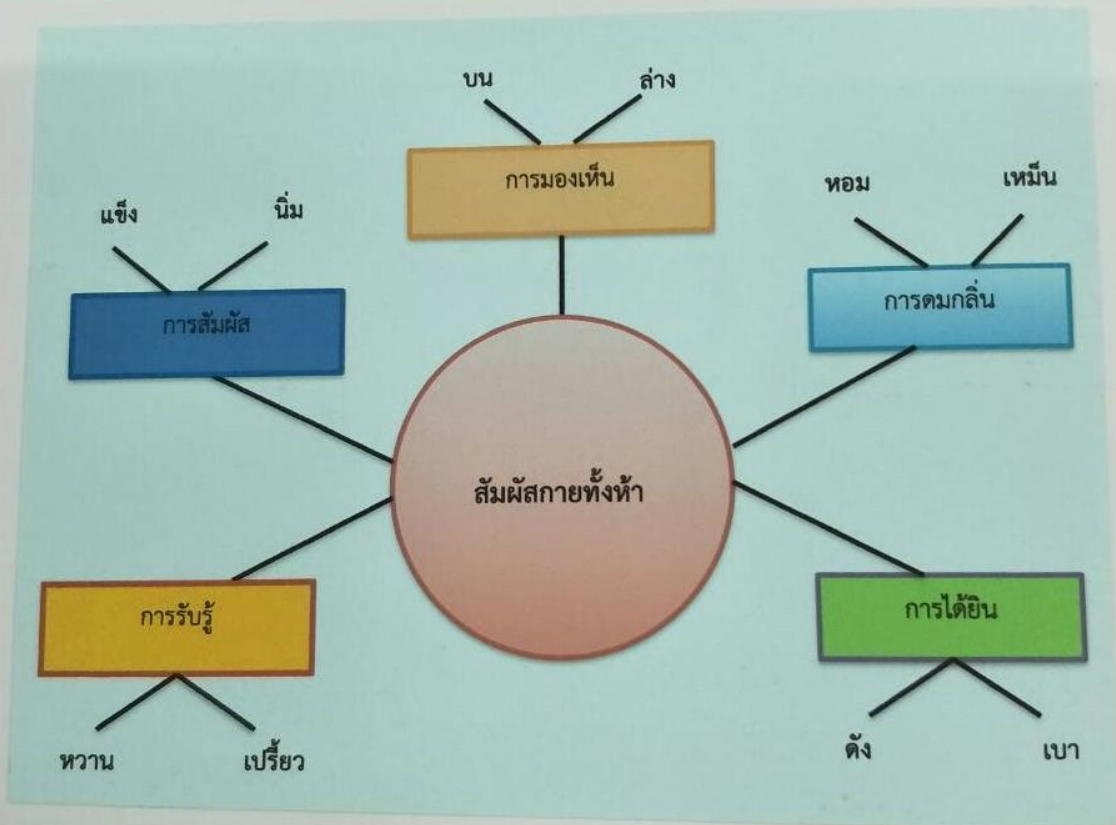 บน
ล่าง
การมองเห็น
แข็ง
นิ่ม
การสัมผัส
หอม
เหม็น
การดมกลิ่น
สัมผัสกายทั้งห้า
การรับรู้
หวาน
เปรี้ยว
การได้ยิน
ดัง
เบา